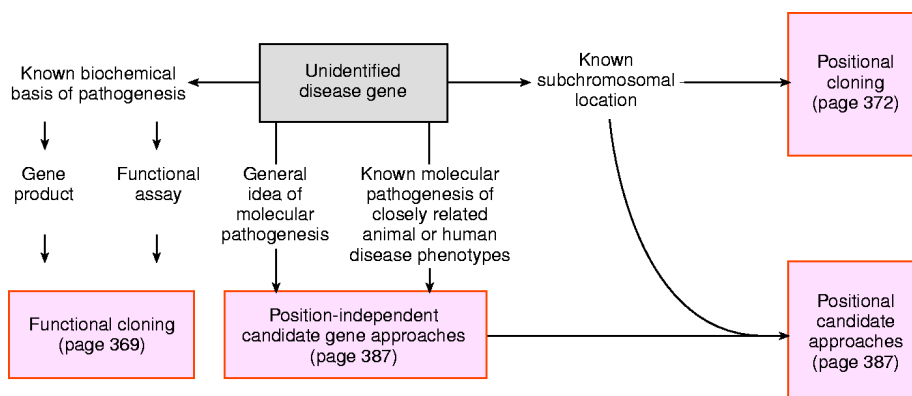 Known biochemical
basis of pathogenesis
Unidentified
disease gene
Known
subchromosomal
location
Positional
cloning
(page 372)
Gene
product
Functional
assay
General
idea of
molecular
pathogenesis
Known molecular
pathogenesis of
closely related
animal or human
disease phenotypes
Functional cloning
(page 369)
Position-independent
candidate gene approaches
(page 387)
Positional
candidate
approaches
(page 387)